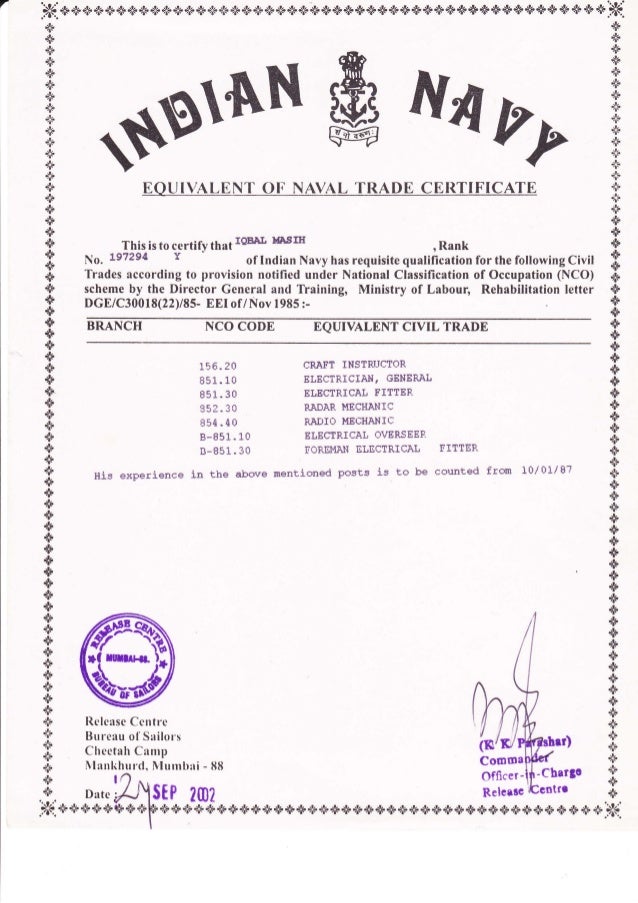 INDIAN NAVY
EQUIVALENT OF NAVAL TRADE CERTIFICATE
This is to certify that IQBAL MASIH , Rank
No. 197294 Y of Indian Navy has requisite qualification for the following Civil
Trades according to provision notified under National Classification of Occupation (NCO)
scheme by the Director General and Training, Ministry of Labour, Rehabilitation letter
DGE/C30018(22)/85- EEI of/ Nov 1985 :-
BRANCH NCO CODE EQUIVALENT CIVIL TRADE
156.20 CRAFT INSTRUCTOR
851.10 ELECTRICIAN, GENERAL
851.30 ELECTRICAL FITTER
952.30 RADAR MECHANIC
854.40 RADIO MECHANIC
B-851.10 ELECTRICAL OVERSEER
D-851.30 FOREMAN ELECTRICAL FITTER
His experience in the above mentioned posts is to be counted from 10/01/87
RELEASE CENTRE
MUMBAI-88.
BUREAU OF SAILORS
Release Centre
Bureau of Sailors
Cheetah Camp
Mankhurd, Mumbai - 88
Date : SEP 2002
(K K Parashar)
Commander
Officer-in-Charge
Release Centre